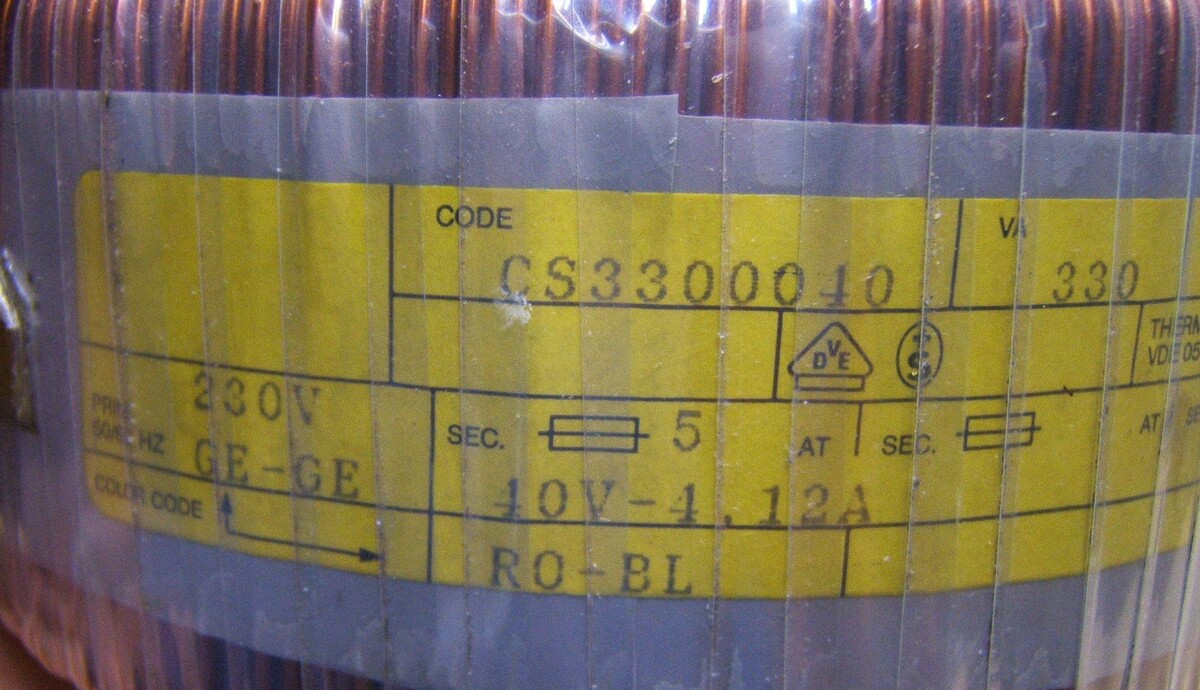 CODE
VA
CS3300040
330
DVE
THERM
VDE 05
230V
PRIM
50/60 HZ
GE-GE
SEC.
5
AT
SEC.
AT
40V-4.12A
COLOR CODE
RO-BL